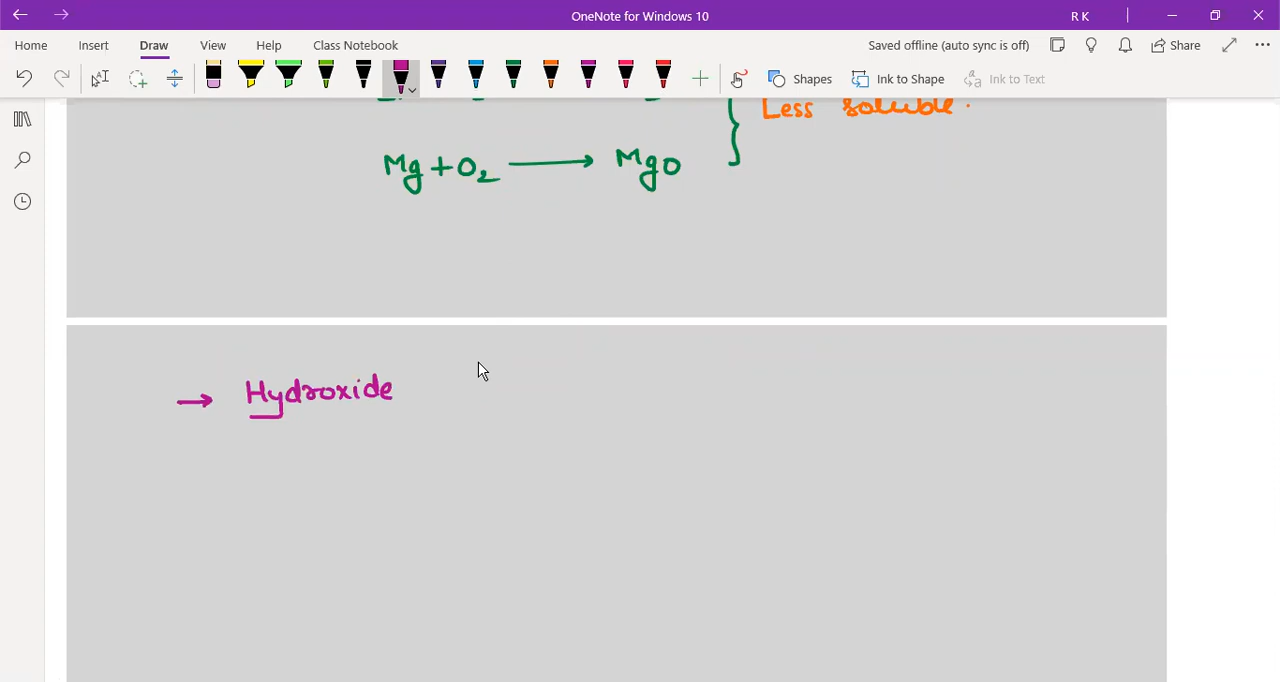 OneNote for Windows 10
R K
Home Insert Draw View Help Class Notebook
Saved offline (auto sync is off) Share
Shapes Ink to Shape Ink to Text
Less soluble.
Mg + O₂ ⟶ MgO
→ Hydroxide